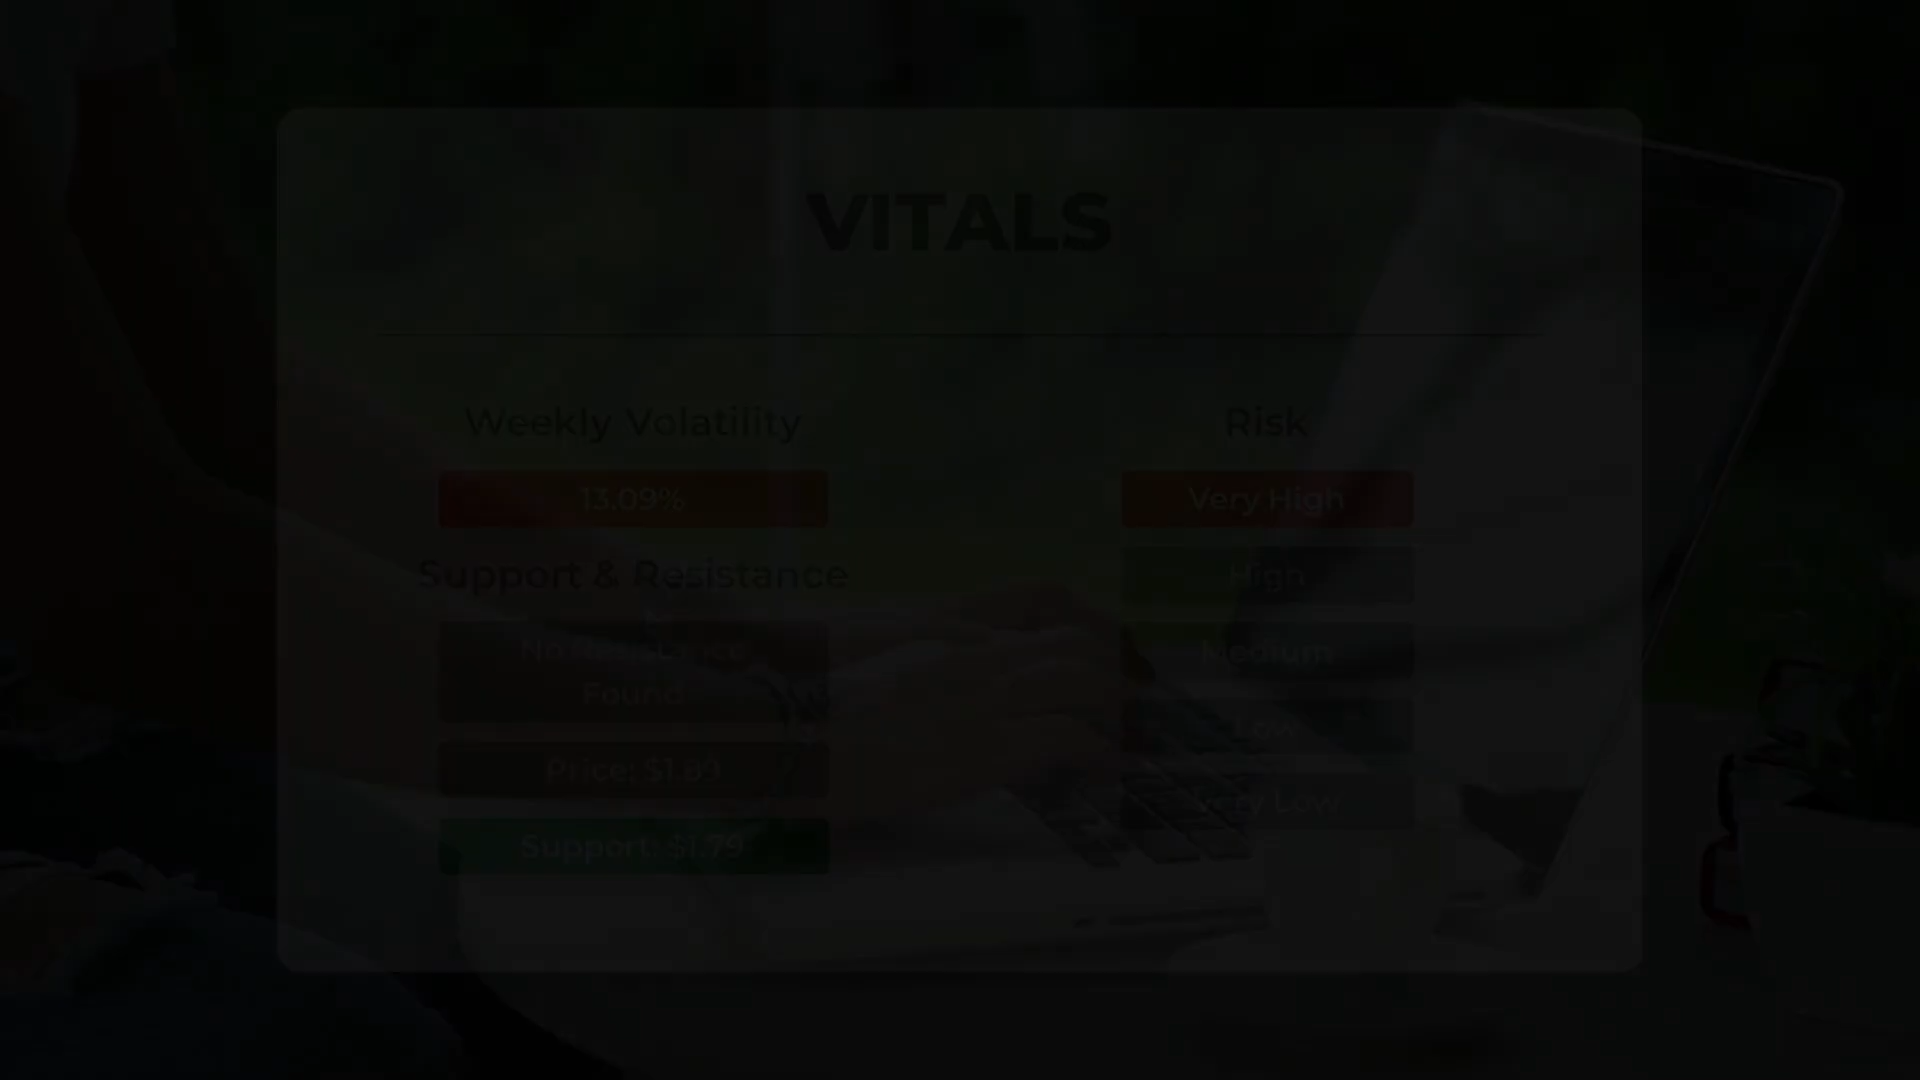 VITALS
Weekly Volatility
13.09%
Support & Resistance
No Resistance
Found
Price: $1.89
Support: $1.79
Risk
Very High
High
Medium
Low
Very Low